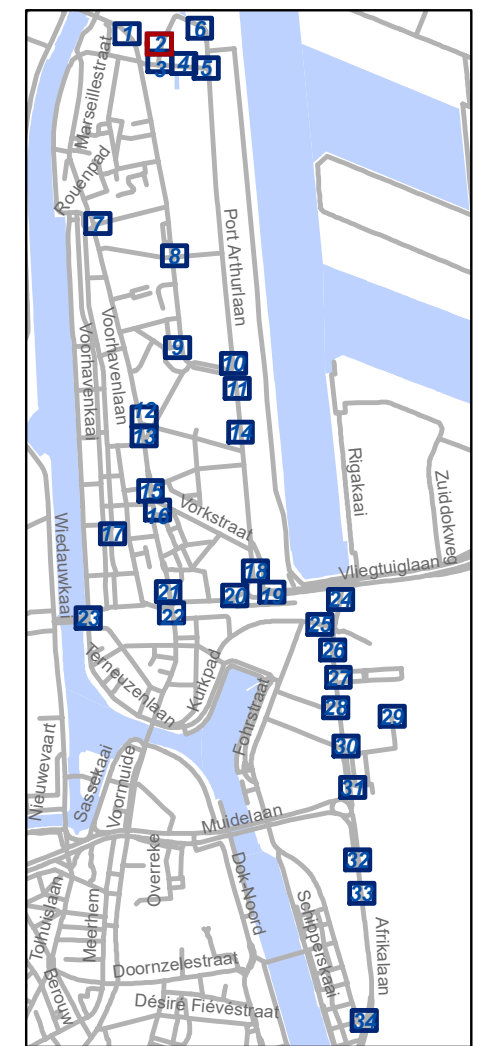 1
6
2
3
4
5
Marseillestraat
Rouenpad
7
Port Arthurlaan
8
Voorhavenkaai
Voorhavenlaan
9
10
11
12
13
14
Rigakaai
Zuiddokweg
15
16
Vorkstraat
17
Wiedauwkaai
18
Vliegtuiglaan
19
20
21
22
23
24
25
26
27
28
29
30
31
Terneuzenlaan
Kurkpad
Fohrstraat
Nieuwevaart
Sassekaai
Voormuide
Muidelaan
32
33
Overreke
Dok-Noord
Tolhuislaan
Meerhem
Schipperskaai
Afrikalaan
Doornzelestraat
Berouw
Désiré Fiévéstraat
34